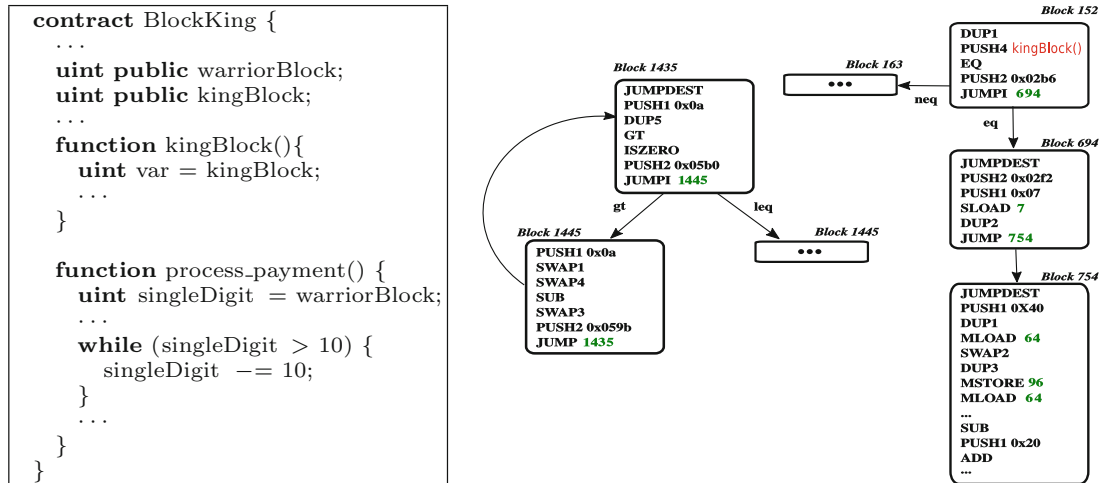 contract BlockKing {
...
uint public warriorBlock;
uint public kingBlock;
...
function kingBlock(){
uint var = kingBlock;
...
}
function process_payment() {
uint singleDigit = warriorBlock;
...
while (singleDigit > 10) {
singleDigit −= 10;
}
...
}
}
Block 1435
JUMPDEST
PUSH1 0x0a
DUP5
GT
ISZERO
PUSH2 0x05b0
JUMPI 1445
gt
leq
Block 1445
PUSH1 0x0a
SWAP1
SWAP4
SUB
SWAP3
PUSH2 0x059b
JUMP 1435
Block 1445
...
Block 163
...
neq
Block 152
DUP1
PUSH4 kingBlock()
EQ
PUSH2 0x02b6
JUMPI 694
eq
Block 694
JUMPDEST
PUSH2 0x02f2
PUSH1 0x07
SLOAD 7
DUP2
JUMP 754
Block 754
JUMPDEST
PUSH1 0X40
DUP1
MLOAD 64
SWAP2
DUP3
MSTORE 96
MLOAD 64
...
SUB
PUSH1 0x20
ADD
...